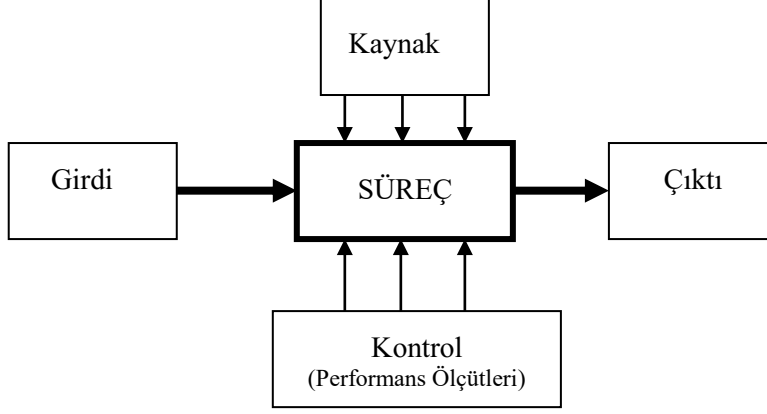 Kaynak
Girdi
SÜREÇ
Çıktı
Kontrol
(Performans Ölçütleri)